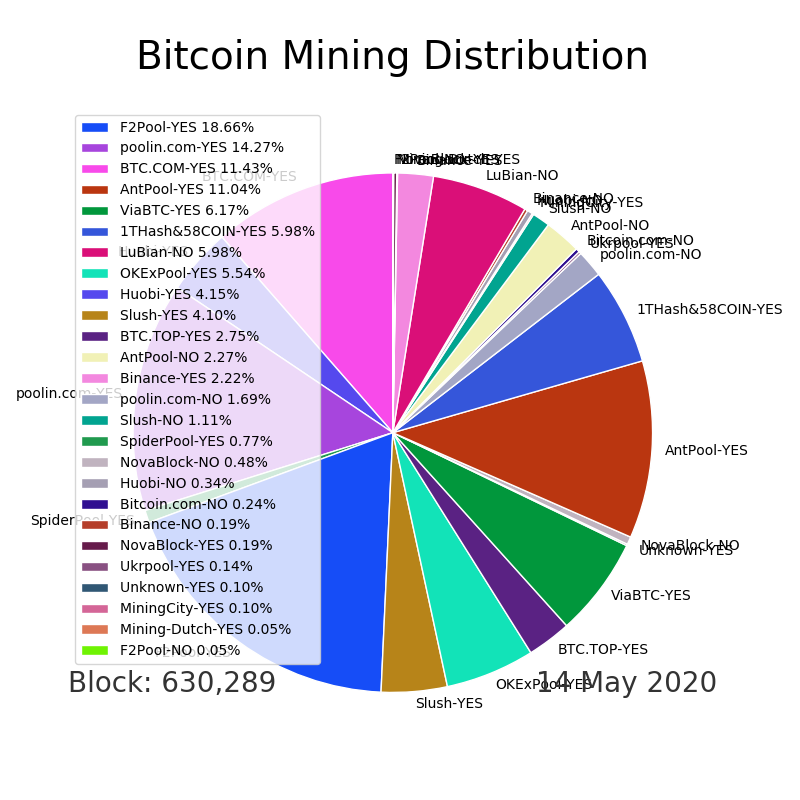 Bitcoin Mining Distribution
F2Pool-YES 18.66%
poolin.com-YES 14.27%
BTC.COM-YES 11.43%
AntPool-YES 11.04%
ViaBTC-YES 6.17%
1THash&58COIN-YES 5.98%
LuBian-NO 5.98%
OKExPool-YES 5.54%
Huobi-YES 4.15%
Slush-YES 4.10%
BTC.TOP-YES 2.75%
AntPool-NO 2.27%
Binance-YES 2.22%
poolin.com-NO 1.69%
Slush-NO 1.11%
SpiderPool-YES 0.77%
NovaBlock-NO 0.48%
Huobi-NO 0.34%
Bitcoin.com-NO 0.24%
Binance-NO 0.19%
NovaBlock-YES 0.19%
Ukrpool-YES 0.14%
Unknown-YES 0.10%
MiningCity-YES 0.10%
Mining-Dutch-YES 0.05%
F2Pool-NO 0.05%
BTC.COM-YES
poolin.com-YES
SpiderPool-YES
LuBian-NO
Binance-NO
Slush-NO
AntPool-NO
Bitcoin.com-NO
Ukrpool-YES
poolin.com-NO
1THash&58COIN-YES
AntPool-YES
NovaBlock-NO
Unknown-YES
ViaBTC-YES
BTC.TOP-YES
OKExPool-YES
Slush-YES
Block: 630,289
14 May 2020